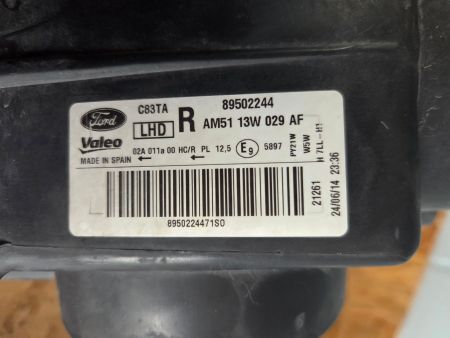 Ford C83TA 89502244
LHD R AM51 13W 029 AF
Valeo
MADE IN SPAIN 02A 011a 00 HC/R PL 12,5 E9 5897
PY21W
W5W
H7LL-H1
21261
24/06/14 23:36
8950224471S0